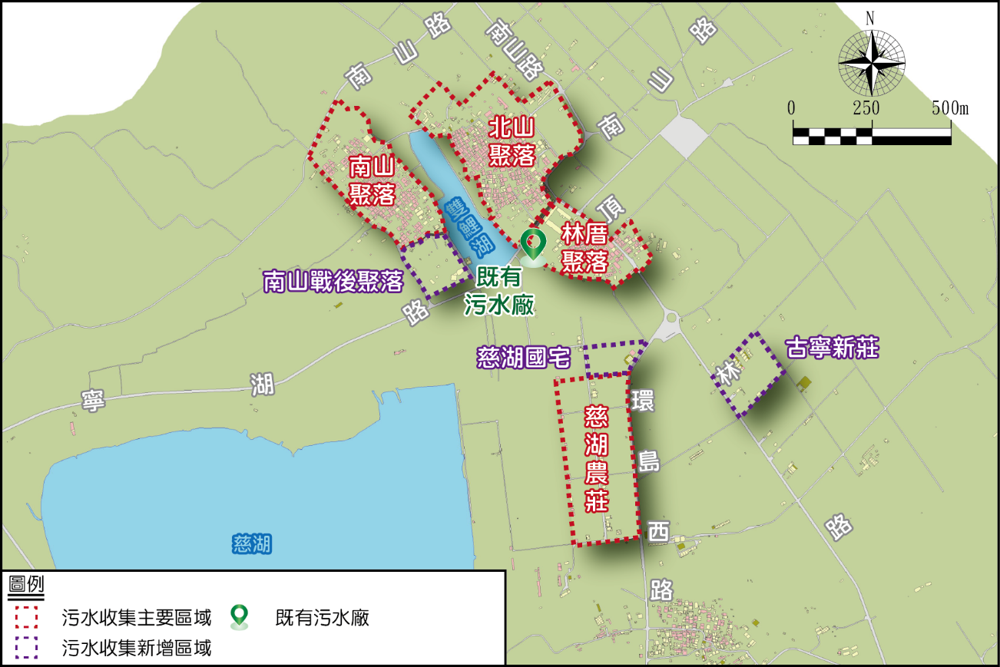 N
0 250 500m
南山路
南山路
南山路
北山
聚落
南山
聚落
雙鯉湖
頂
林厝
聚落
既有
污水廠
南山戰後聚落
寧湖路
慈湖國宅
古寧新莊
林
路
慈湖農莊
環島西路
慈湖
圖例
污水收集主要區域
既有污水廠
污水收集新增區域